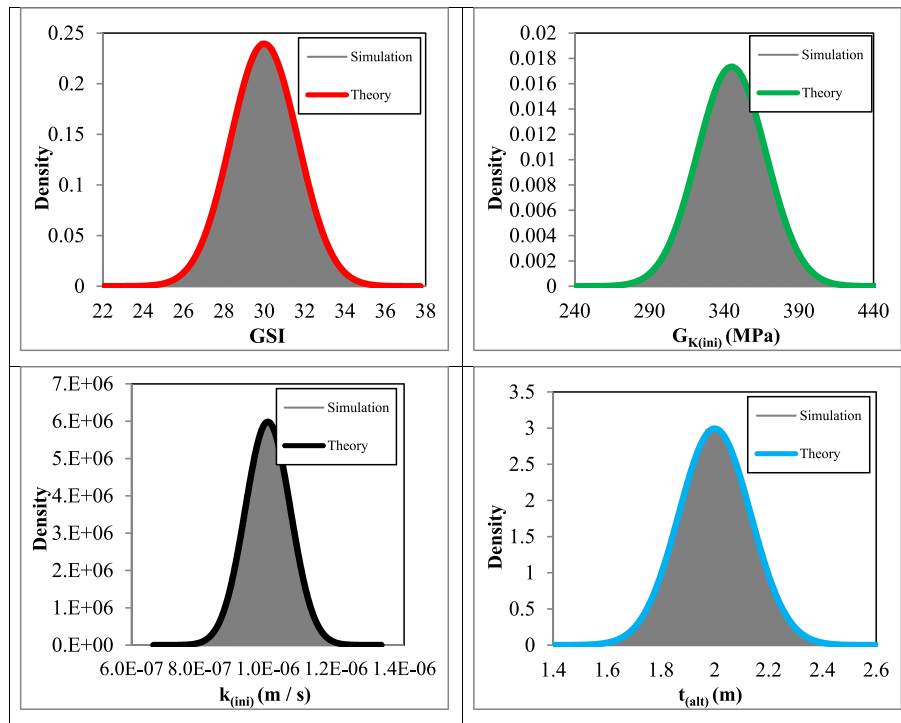 0.25
0.2
0.15
0.1
0.05
0
Density
22 24 26 28 30 32 34 36 38
GSI
Simulation
Theory
0.02
0.018
0.016
0.014
0.012
0.01
0.008
0.006
0.004
0.002
0
Density
240 290 340 390 440
G_K(ini) (MPa)
Simulation
Theory
7.E+06
6.E+06
5.E+06
4.E+06
3.E+06
2.E+06
1.E+06
0.E+00
Density
6.0E-07 8.0E-07 1.0E-06 1.2E-06 1.4E-06
k(ini) (m / s)
Simulation
Theory
3.5
3
2.5
2
1.5
1
0.5
0
Density
1.4 1.6 1.8 2 2.2 2.4 2.6
t(alt) (m)
Simulation
Theory